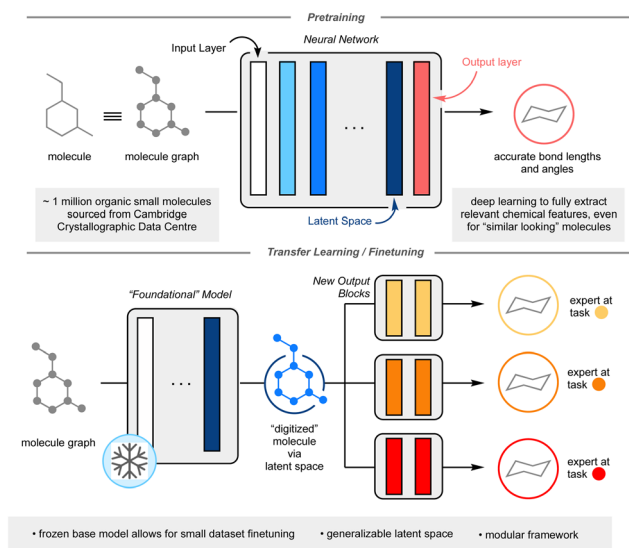 Pretraining
Neural Network
Input Layer
Output layer
...
molecule
molecule graph
accurate bond lengths
and angles
~ 1 million organic small molecules
sourced from Cambridge
Crystallographic Data Centre
Latent Space
deep learning to fully extract
relevant chemical features, even
for “similar looking” molecules
Transfer Learning / Finetuning
“Foundational” Model
New Output
Blocks
expert at
task
...
molecule graph
“digitized”
molecule
via
latent space
expert at
task
expert at
task
• frozen base model allows for small dataset finetuning • generalizable latent space • modular framework